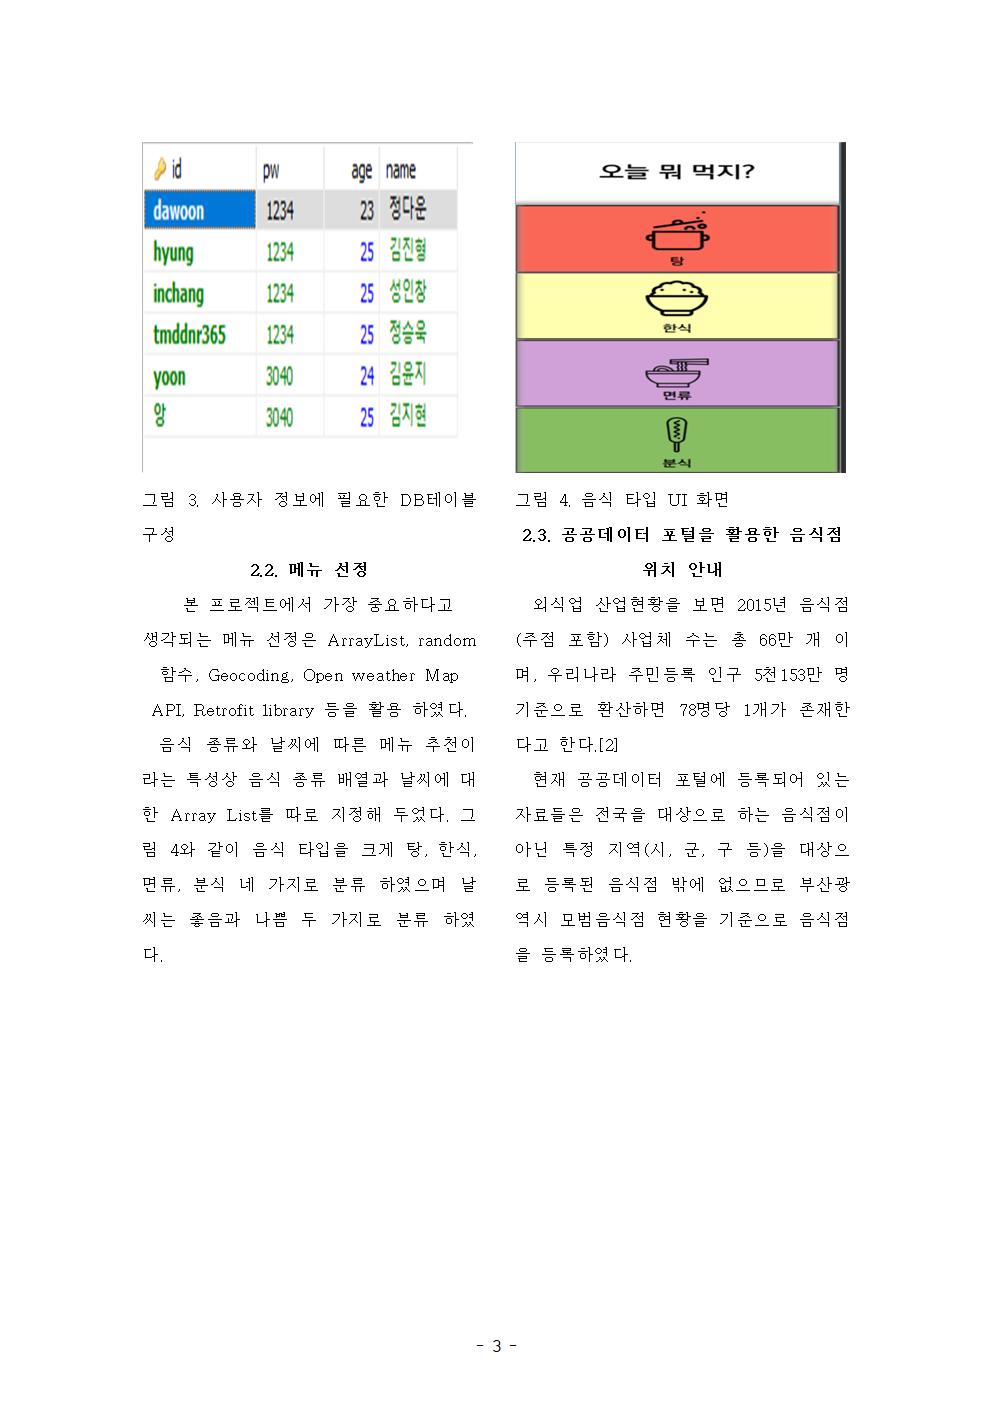 id pw age name
dawoon 1234 23 정다운
hyung 1234 25 김진형
inchang 1234 25 성인창
tmddnr365 1234 25 정승욱
yoon 3040 24 김윤지
앙 3040 25 김지현
그림 3. 사용자 정보에 필요한 DB테이블
구성
2.2. 메뉴 선정
본 프로젝트에서 가장 중요하다고
생각되는 메뉴 선정은 ArrayList, random
함수, Geocoding, Open weather Map
API, Retrofit library 등을 활용 하였다.
음식 종류와 날씨에 따른 메뉴 추천이
라는 특성상 음식 종류 배열과 날씨에 대
한 Array List를 따로 지정해 두었다. 그
림 4와 같이 음식 타입을 크게 탕, 한식,
면류, 분식 네 가지로 분류 하였으며 날
씨는 좋음과 나쁨 두 가지로 분류 하였
다.
오늘 뭐 먹지?
탕
한식
면류
분식
그림 4. 음식 타입 UI 화면
2.3. 공공데이터 포털을 활용한 음식점
위치 안내
외식업 산업현황을 보면 2015년 음식점
(주점 포함) 사업체 수는 총 66만 개 이
며, 우리나라 주민등록 인구 5천153만 명
기준으로 환산하면 78명당 1개가 존재한
다고 한다.[2]
현재 공공데이터 포털에 등록되어 있는
자료들은 전국을 대상으로 하는 음식점이
아닌 특정 지역(시, 군, 구 등)을 대상으
로 등록된 음식점 밖에 없으므로 부산광
역시 모범음식점 현황을 기준으로 음식점
을 등록하였다.
- 3 -